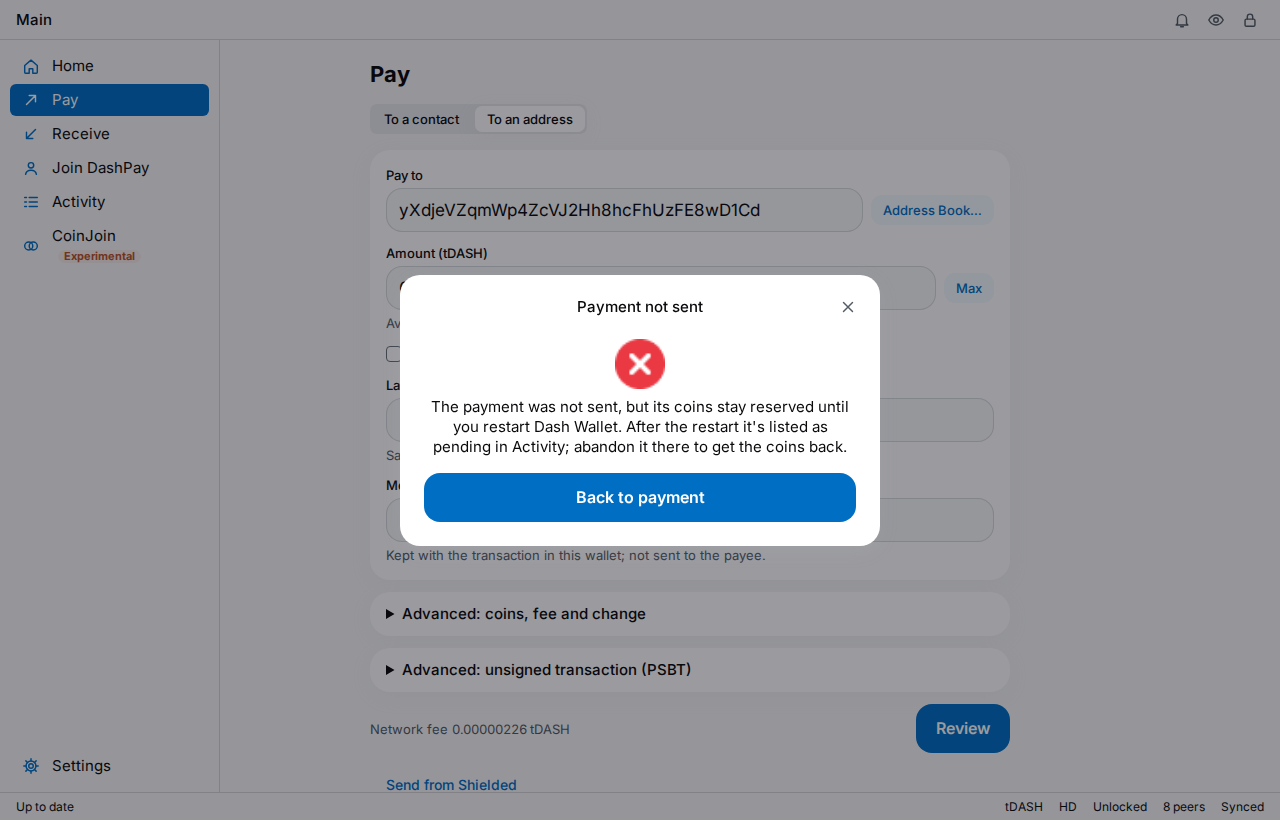 Main
Home
Pay
Receive
Join DashPay
Activity
CoinJoin
Experimental
Settings
Pay
To a contact
To an address
Pay to
yXdjeVZqmWp4ZcVJ2Hh8hcFhUzFE8wD1Cd
Address Book...
Amount (tDASH)
Max
Payment not sent
The payment was not sent, but its coins stay reserved until
you restart Dash Wallet. After the restart it's listed as
pending in Activity; abandon it there to get the coins back.
Back to payment
Kept with the transaction in this wallet; not sent to the payee.
Advanced: coins, fee and change
Advanced: unsigned transaction (PSBT)
Network fee 0.00000226 tDASH
Review
Send from Shielded
Up to date
tDASH
HD
Unlocked
8 peers
Synced